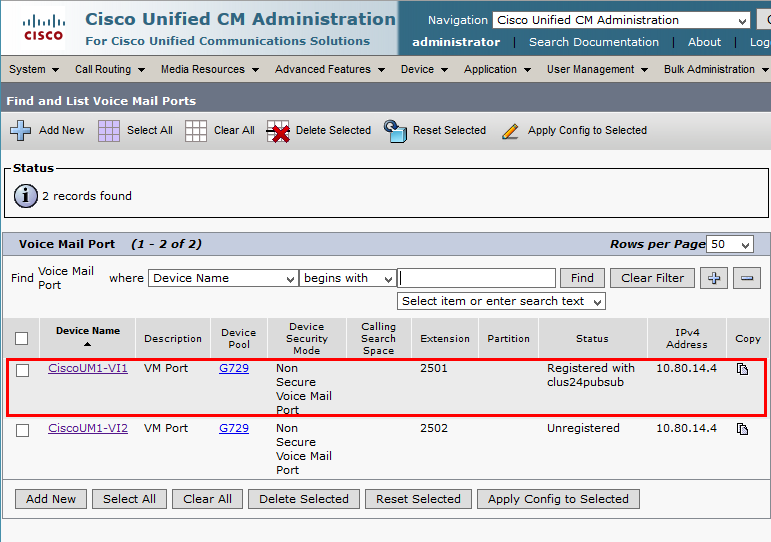 Cisco Unified CM Administration
Navigation Cisco Unified CM Administration
CISCO
For Cisco Unified Communications Solutions
administrator | Search Documentation | About | Log
System Call Routing Media Resources Advanced Features Device Application User Management Bulk Administration
Find and List Voice Mail Ports
Add New Select All Clear All Delete Selected Reset Selected Apply Config to Selected
Status
2 records found
Voice Mail Port (1 - 2 of 2) Rows per Page 50
Find Voice Mail Port where Device Name begins with Find Clear Filter
Select item or enter search text
Device Name Description Device Pool Device Security Mode Calling Search Space Extension Partition Status IPv4 Address Copy
CiscoUM1-VI1 VM Port G729 Non Secure Voice Mail Port 2501 Registered with clus24pubsub 10.80.14.4
CiscoUM1-VI2 VM Port G729 Non Secure Voice Mail Port 2502 Unregistered 10.80.14.4
Add New Select All Clear All Delete Selected Reset Selected Apply Config to Selected